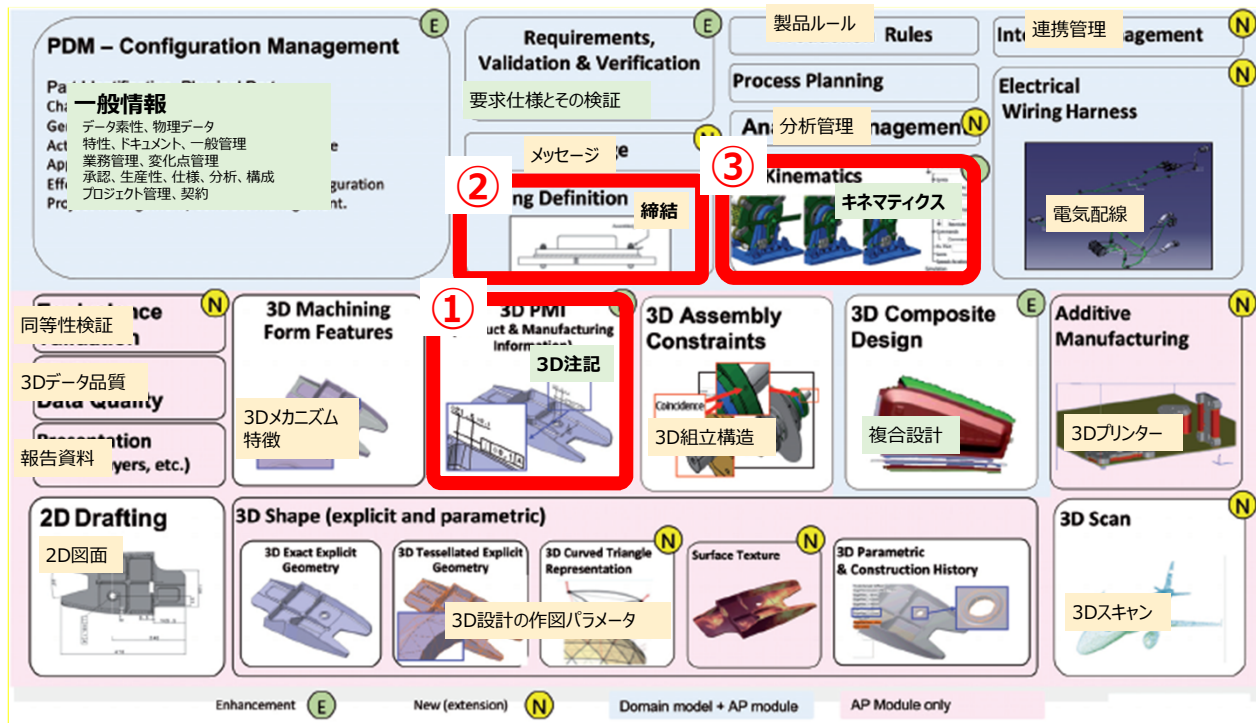 PDM – Configuration Management
E
一般情報
データ素性、物理データ
特性、ドキュメント、一般管理
業務管理、変化点管理
承認、生産性、仕様、分析、構成
プロジェクト管理、契約
Requirements,
Validation & Verification
E
要求仕様とその検証
製品ルール
Rules
Process Planning
分析管理
N
連携管理
N
Electrical
Wiring Harness
N
電気配線
メッセージ
②
Definition
締結
③
Kinematics
キネマティクス
同等性検証
N
3Dデータ品質
Data Quality
報告資料
3D Machining
Form Features
3Dメカニズム
特徴
①
3D PMI
& Manufacturing
Information)
3D注記
3D Assembly
Constraints
Coincidence
3D組立構造
3D Composite
Design
E
複合設計
Additive
Manufacturing
N
3Dプリンター
2D Drafting
2D図面
3D Shape (explicit and parametric)
3D Exact Explicit
Geometry
3D Tessellated Explicit
Geometry
3D Curved Triangle
Representation
N
Surface Texture
N
3D Parametric
& Construction History
3D設計の作図パラメータ
3D Scan
N
3Dスキャン
Enhancement E
New (extension) N
Domain model + AP module
AP Module only